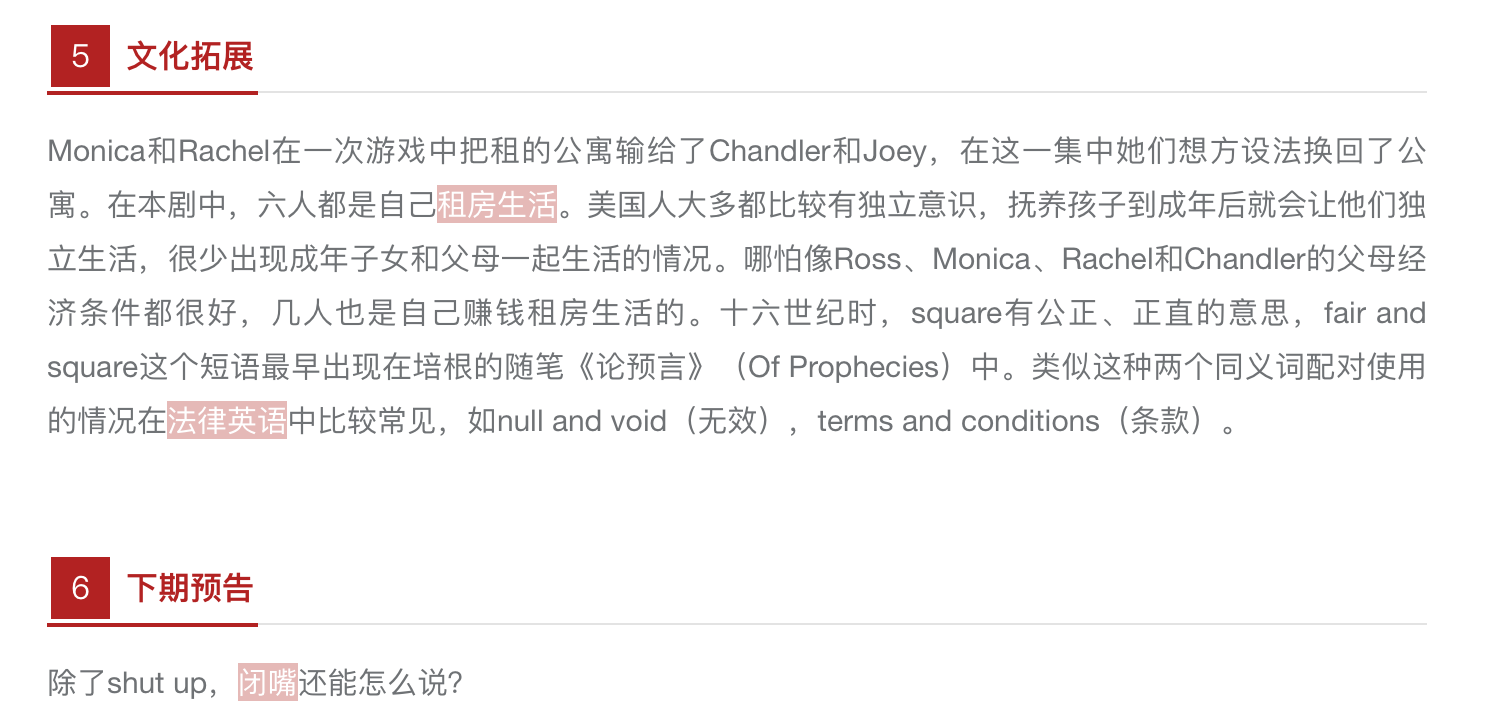 5 文化拓展
Monica和Rachel在一次游戏中把租的公寓输给了Chandler和Joey，在这一集中她们想方设法换回了公
寓。在本剧中，六人都是自己租房生活。美国人大多都比较有独立意识，抚养孩子到成年后就会让他们独
立生活，很少出现成年子女和父母一起生活的情况。哪怕像Ross、Monica、Rachel和Chandler的父母经
济条件都很好，几人也是自己赚钱租房生活的。十六世纪时，square有公正、正直的意思，fair and
square这个短语最早出现在培根的随笔《论预言》（Of Prophecies）中。类似这种两个同义词配对使用
的情况在法律英语中比较常见，如null and void（无效），terms and conditions（条款）。
6 下期预告
除了shut up，闭嘴还能怎么说？